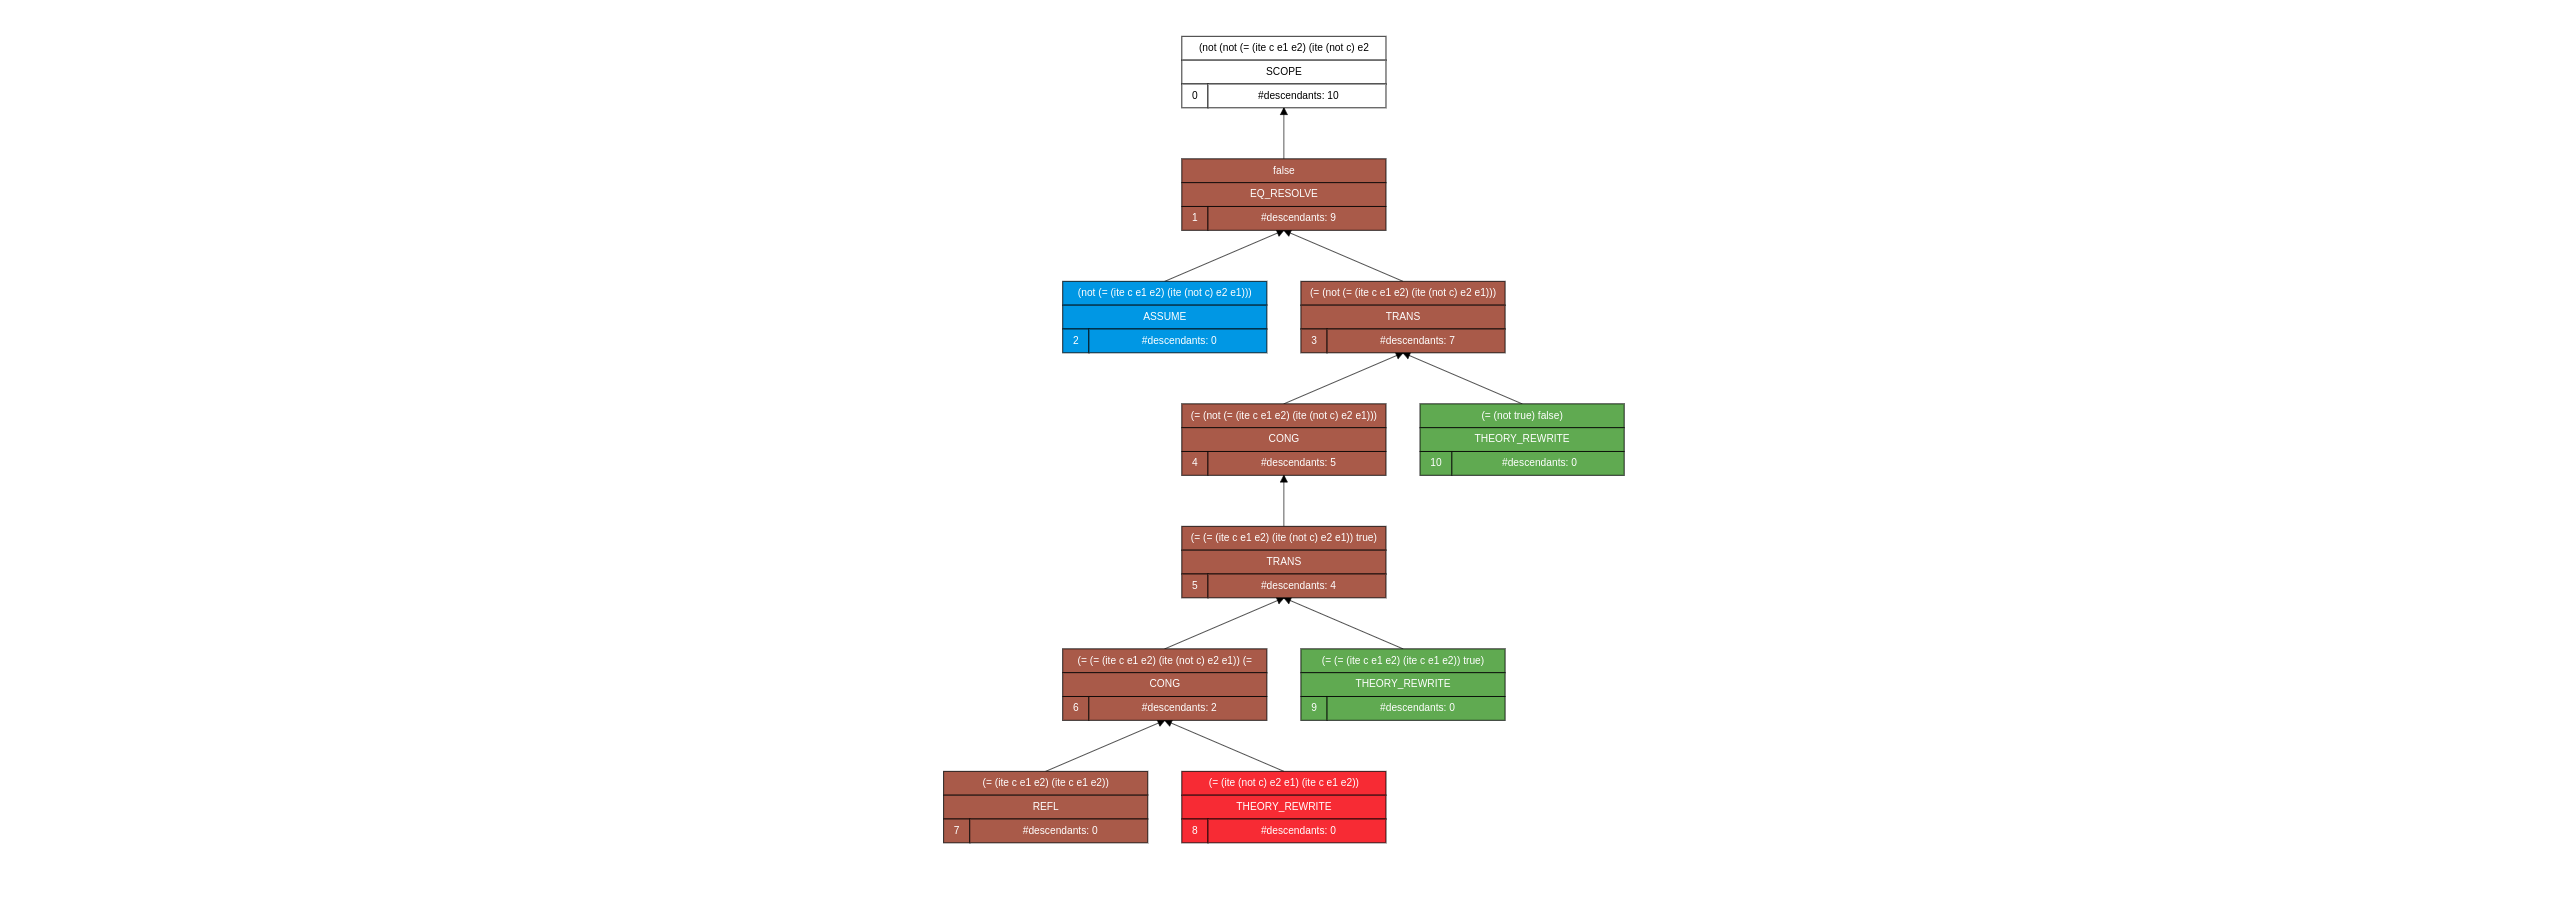 (not (not (= (ite c e1 e2) (ite (not c) e2
SCOPE
0 #descendants: 10
false
EQ_RESOLVE
1 #descendants: 9
(not (= (ite c e1 e2) (ite (not c) e2 e1)))
ASSUME
2 #descendants: 0
(= (not (= (ite c e1 e2) (ite (not c) e2 e1)))
TRANS
3 #descendants: 7
(= (not (= (ite c e1 e2) (ite (not c) e2 e1)))
CONG
4 #descendants: 5
(= (not true) false)
THEORY_REWRITE
10 #descendants: 0
(= (= (ite c e1 e2) (ite (not c) e2 e1)) true)
TRANS
5 #descendants: 4
(= (= (ite c e1 e2) (ite (not c) e2 e1)) (=
CONG
6 #descendants: 2
(= (= (ite c e1 e2) (ite c e1 e2)) true)
THEORY_REWRITE
9 #descendants: 0
(= (ite c e1 e2) (ite c e1 e2))
REFL
7 #descendants: 0
(= (ite (not c) e2 e1) (ite c e1 e2))
THEORY_REWRITE
8 #descendants: 0